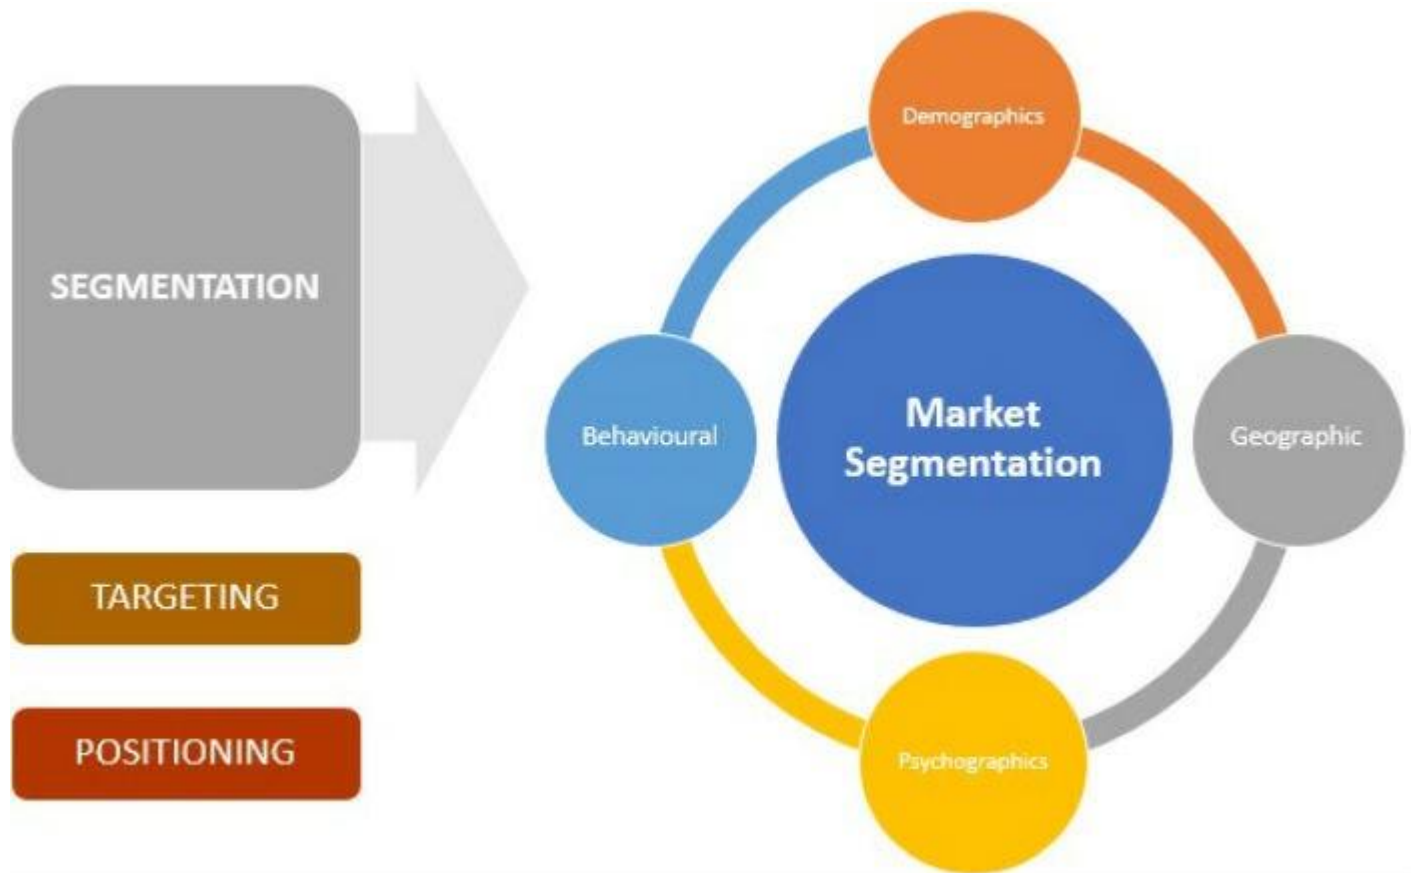 SEGMENTATION
TARGETING
POSITIONING
Demographics
Behavioural
Market
Segmentation
Geographic
Psychographics